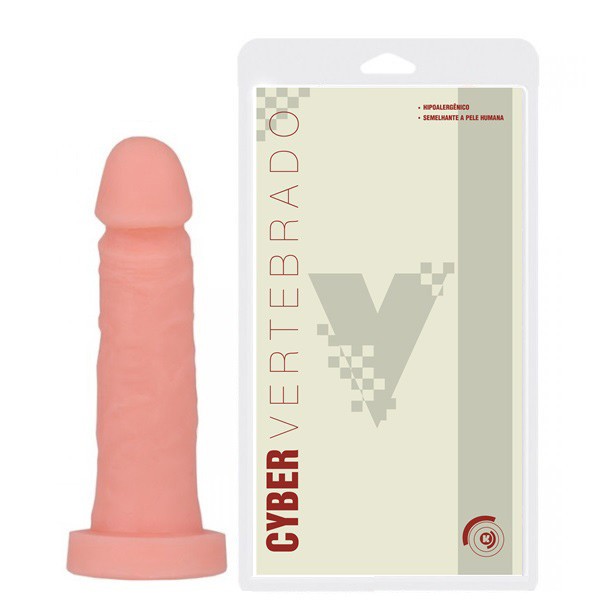 • HIPOALERGÊNICO
• SEMELHANTE A PELE HUMANA
CYBER VERTEBRADO
V
K